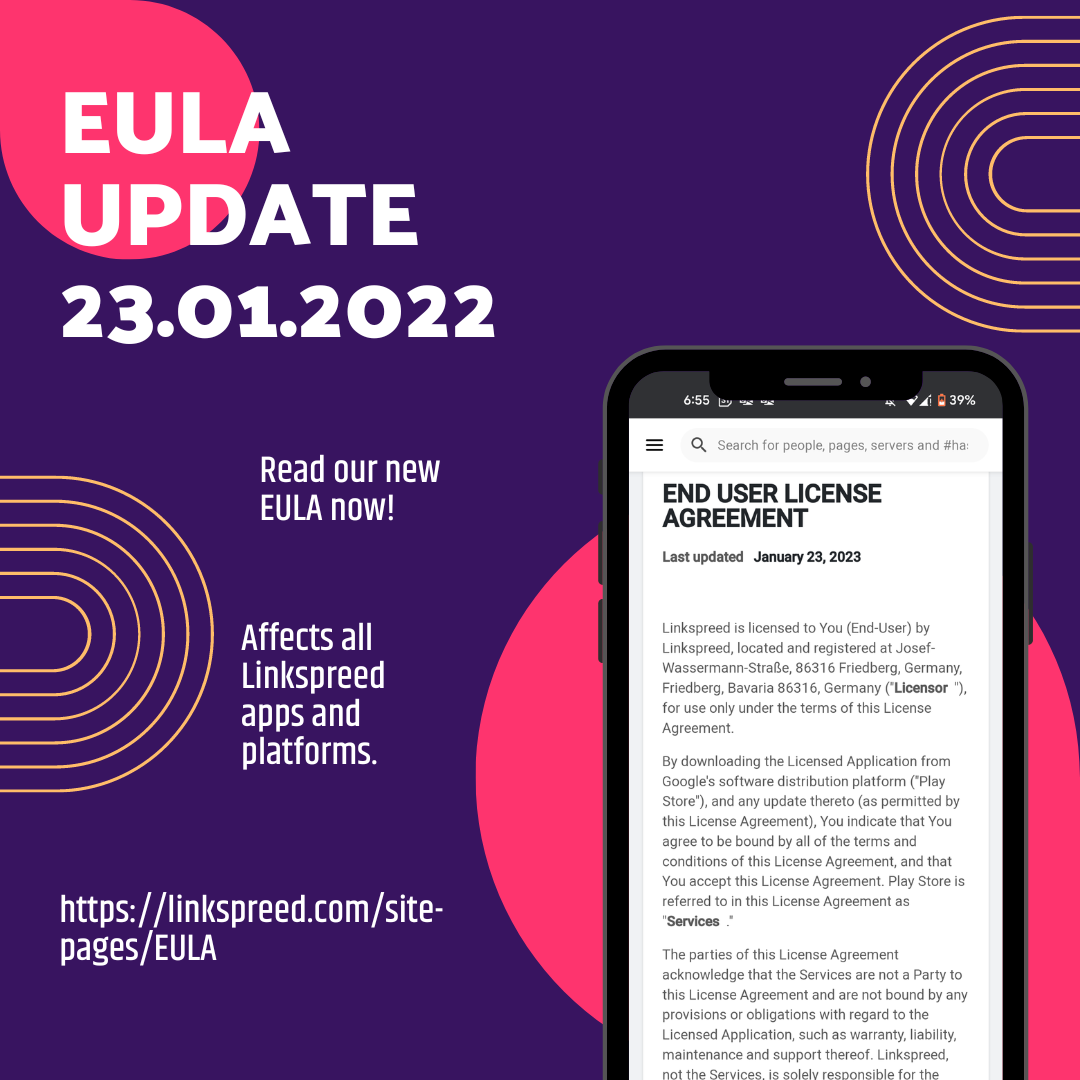 EULA
UPDATE
23.01.2022
Read our new
EULA now!
Affects all
Linkspreed
apps and
platforms.
https://linkspreed.com/site-
pages/EULA
6:55
39%
Search for people, pages, servers and #ha
END USER LICENSE
AGREEMENT
Last updated January 23, 2023
Linkspreed is licensed to You (End-User) by
Linkspreed, located and registered at Josef-
Wassermann-Straße, 86316 Friedberg, Germany,
Friedberg, Bavaria 86316, Germany ("Licensor "),
for use only under the terms of this License
Agreement.
By downloading the Licensed Application from
Google's software distribution platform ("Play
Store"), and any update thereto (as permitted by
this License Agreement), You indicate that You
agree to be bound by all of the terms and
conditions of this License Agreement, and that
You accept this License Agreement. Play Store is
referred to in this License Agreement as
"Services ."
The parties of this License Agreement
acknowledge that the Services are not a Party to
this License Agreement and are not bound by any
provisions or obligations with regard to the
Licensed Application, such as warranty, liability,
maintenance and support thereof. Linkspreed,
not the Services, is solely responsible for the